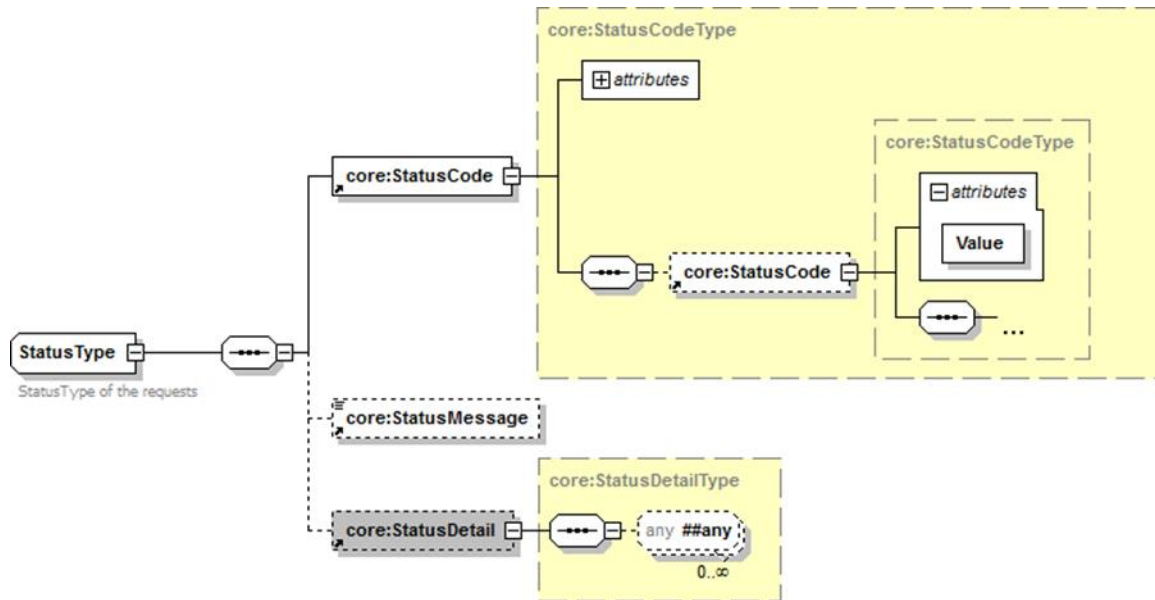 core:StatusCodeType
attributes
core:StatusCodeType
core:StatusCode
attributes
Value
core:StatusCode
...
StatusType
StatusType of the requests
core:StatusMessage
core:StatusDetailType
core:StatusDetail
any ##any
0..∞